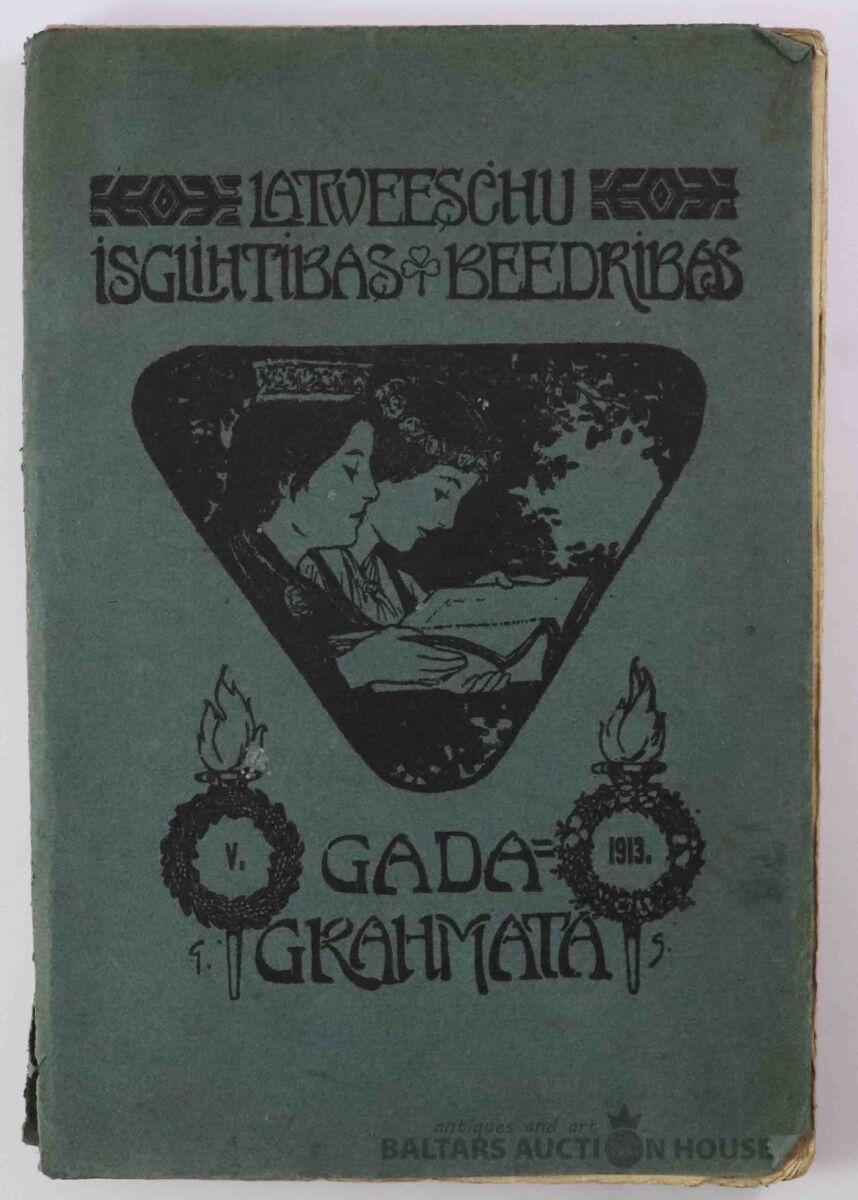 LATWEESCHU
ISGLIHTIBAS BEEDRIBAS
V.
GADA=
1913.
GRAHMATA
G. S.
antiques and art
BALTARS AUCTION HOUSE